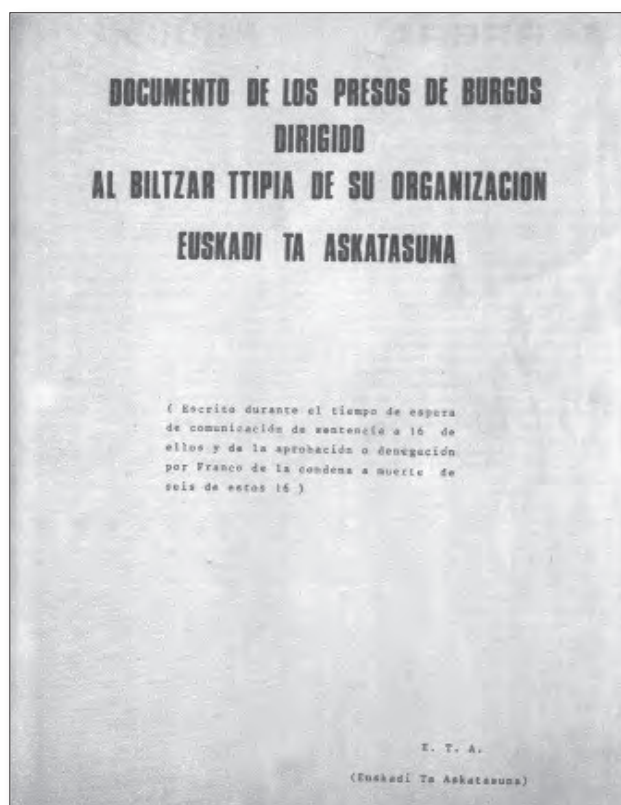 DOCUMENTO DE LOS PRESOS DE BURGOS
DIRIGIDO
AL BILTZAR TTIPIA DE SU ORGANIZACION
EUSKADI TA ASKATASUNA
( Escrito durante el tiempo de espera
de comunicación de sentencia a 16 de
ellos y de la aprobación o denegación
por Franco de la condena a muerte de
seis de estos 16 )
E. T. A.
(Euskadi Ta Askatasuna)